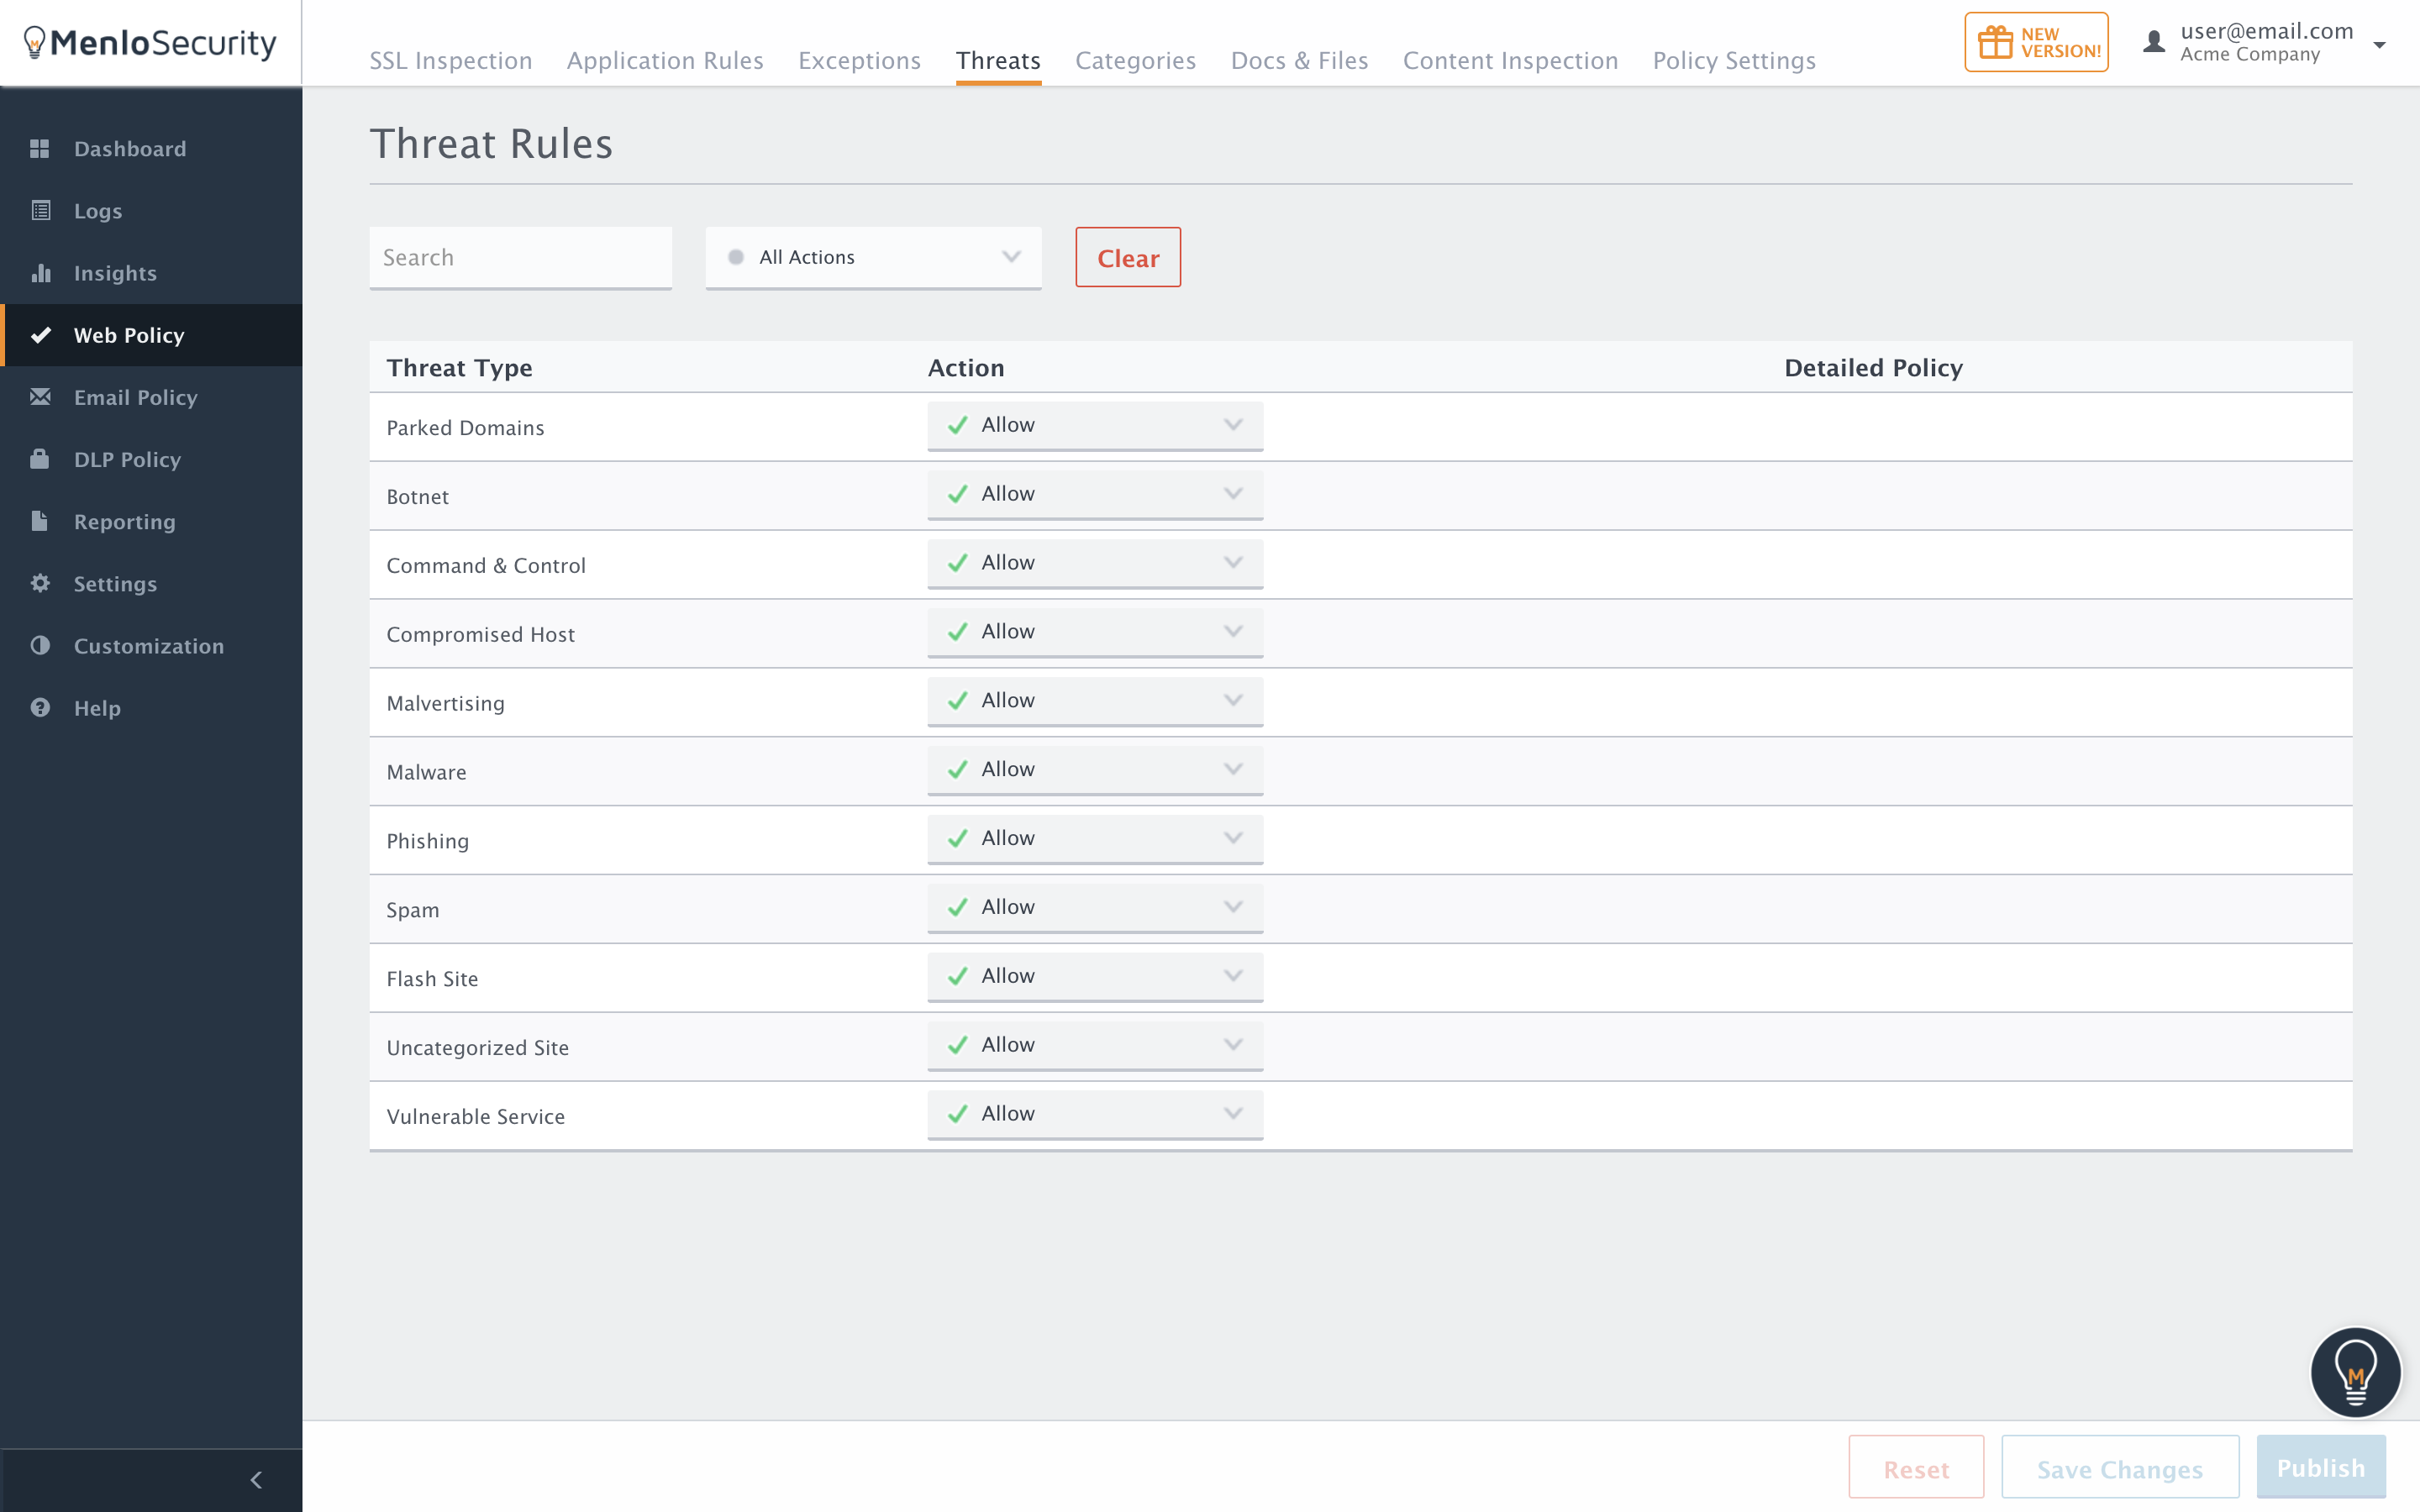 MenloSecurity
SSL Inspection
Application Rules
Exceptions
Threats
Categories
Docs & Files
Content Inspection
Policy Settings
NEW
VERSION!
user@email.com
Acme Company
Dashboard
Logs
Insights
Web Policy
Email Policy
DLP Policy
Reporting
Settings
Customization
Help
Threat Rules
Search
All Actions
Clear
Threat Type Action Detailed Policy
Parked Domains Allow
Botnet Allow
Command & Control Allow
Compromised Host Allow
Malvertising Allow
Malware Allow
Phishing Allow
Spam Allow
Flash Site Allow
Uncategorized Site Allow
Vulnerable Service Allow
M
Reset
Save Changes
Publish